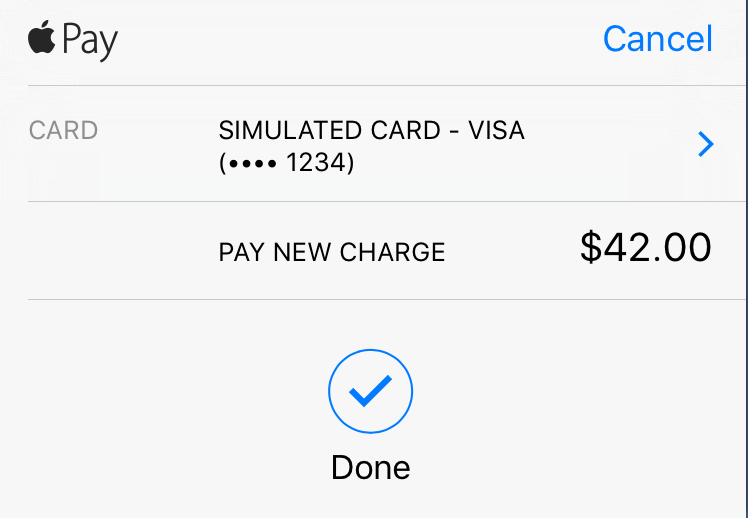 Pay
Cancel
CARD
SIMULATED CARD - VISA
(•••• 1234)
PAY NEW CHARGE
$42.00
Done